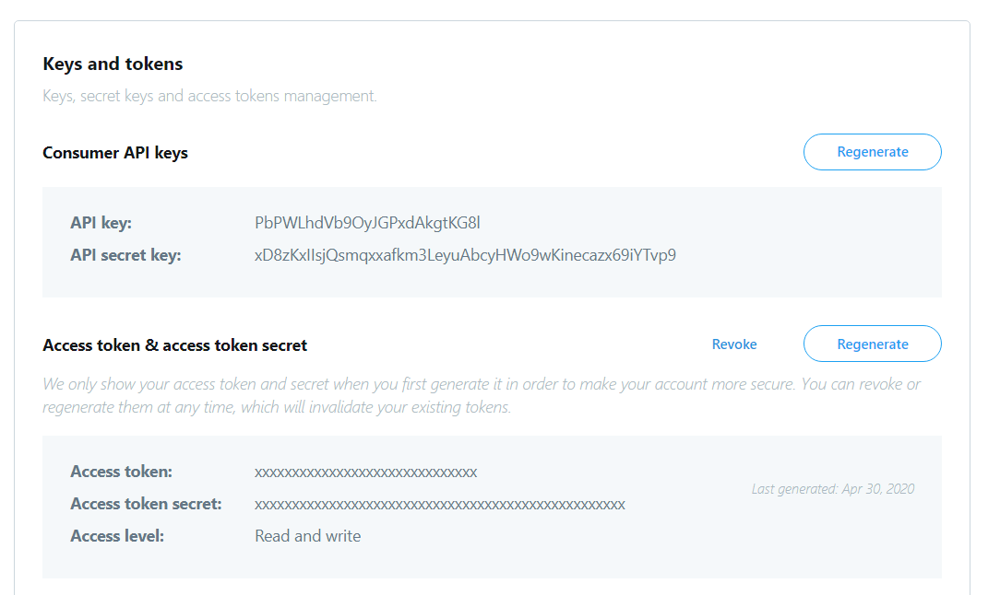 Keys and tokens
Keys, secret keys and access tokens management.
Consumer API keys
Regenerate
API key: PbPWLhdVb9OyJGPxdAkgtKG8l
API secret key: xD8zKxIIsjQsmqxxafkm3LeyuAbcyHWo9wKinecazx69iYTvp9
Access token & access token secret
Revoke
Regenerate
We only show your access token and secret when you first generate it in order to make your account more secure. You can revoke or
regenerate them at any time, which will invalidate your existing tokens.
Access token: xxxxxxxxxxxxxxxxxxxxxxxxxxxxxx
Last generated: Apr 30, 2020
Access token secret: xxxxxxxxxxxxxxxxxxxxxxxxxxxxxxxxxxxxxxxxxxxxxxxxxx
Access level: Read and write